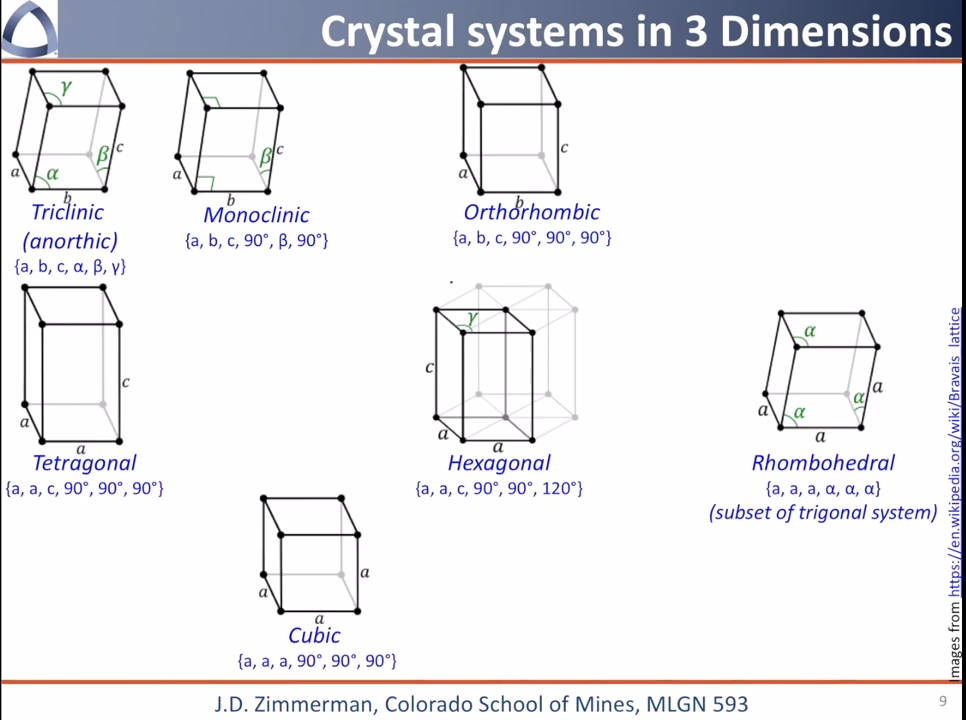 Crystal systems in 3 Dimensions
γ
β
c
a
α
b
Triclinic
(anorthic)
{a, b, c, α, β, γ}
β
c
a
b
Monoclinic
{a, b, c, 90°, β, 90°}
c
a
b
Orthorhombic
{a, b, c, 90°, 90°, 90°}
c
a
a
Tetragonal
{a, a, c, 90°, 90°, 90°}
γ
c
a
a
Hexagonal
{a, a, c, 90°, 90°, 120°}
α
a
α
a
α
a
Rhombohedral
{a, a, a, α, α, α}
(subset of trigonal system)
a
a
a
Cubic
{a, a, a, 90°, 90°, 90°}
Images from https://en.wikipedia.org/wiki/Bravais_lattice
J.D. Zimmerman, Colorado School of Mines, MLGN 593
9